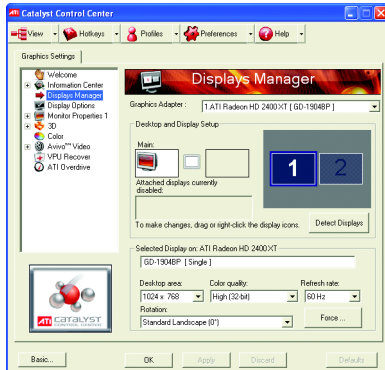 Catalyst Control Center
View Hotkeys Profiles Preferences Help
Graphics Settings
Welcome
Information Center
Displays Manager
Display Options
Monitor Properties 1
3D
Color
Avivo™ Video
VPU Recover
ATI Overdrive
Displays Manager
Graphics Adapter :
1.ATI Radeon HD 2400XT [ GD-1904BP ]
Desktop and Display Setup
Main:
1
2
Attached displays currently
disabled:
To make changes, drag or right-click the display icons.
Detect Displays
Selected Display on: ATI Radeon HD 2400XT
GD-1904BP [ Single ]
Desktop area:
Color quality:
Refresh rate:
1024 x 768
High (32-bit)
60 Hz
Rotation:
Standard Landscape (0°)
Force ...
ATI CATALYST
CONTROL CENTER
Basic...
OK
Apply
Discard
Defaults